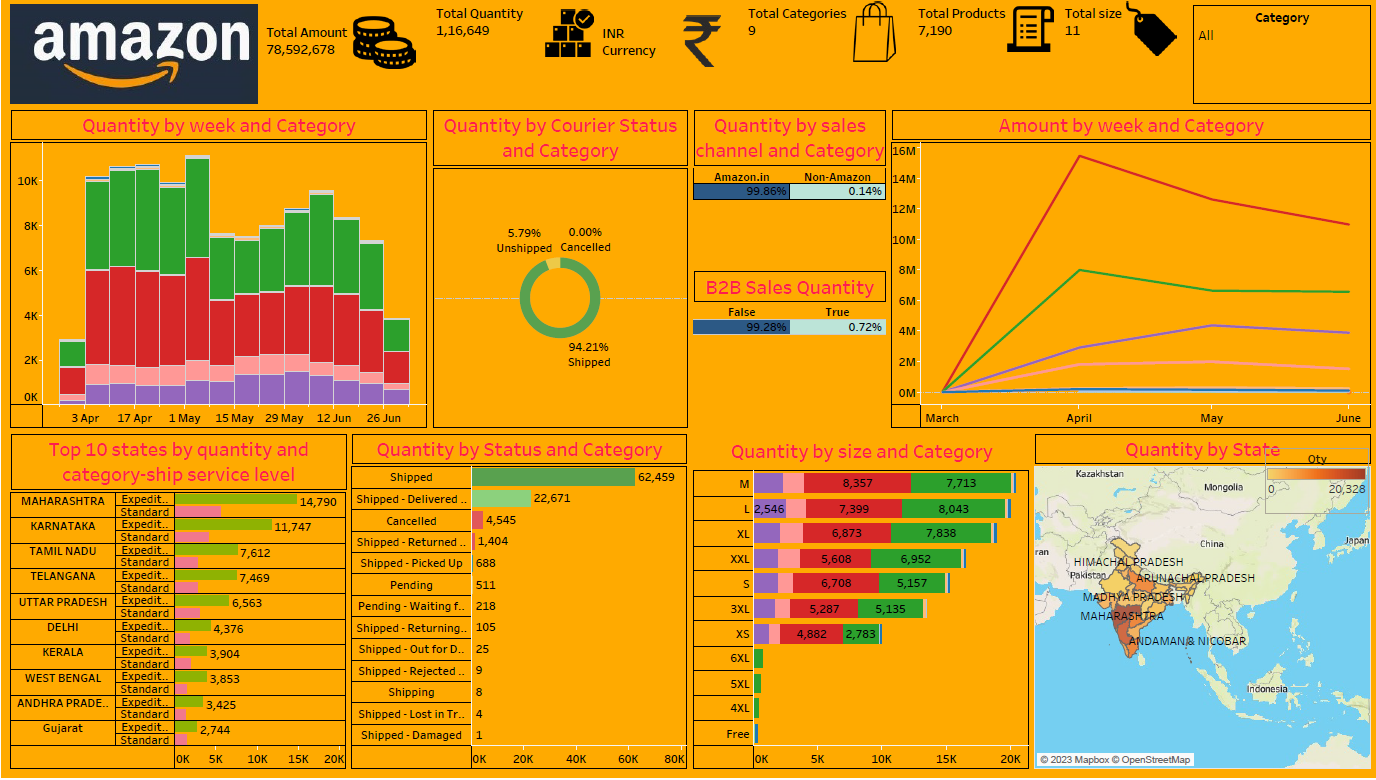 amazon
Total Amount
78,592,678
Total Quantity
1,16,649
INR
Currency
Total Categories
9
Total Products
7,190
Total size
11
Category
All
Quantity by week and Category
10K
8K
6K
4K
2K
0K
3 Apr 17 Apr 1 May 15 May 29 May 12 Jun 26 Jun
Quantity by Courier Status
and Category
5.79%
Unshipped
0.00%
Cancelled
94.21%
Shipped
Quantity by sales
channel and Category
Amazon.in Non-Amazon
99.86% 0.14%
B2B Sales Quantity
False True
99.28% 0.72%
Amount by week and Category
16M
14M
12M
10M
8M
6M
4M
2M
0M
March April May June
Top 10 states by quantity and
category-ship service level
MAHARASHTRA Expedit.. 14,790
Standard
KARNATAKA Expedit.. 11,747
Standard
TAMIL NADU Expedit.. 7,612
Standard
TELANGANA Expedit.. 7,469
Standard
UTTAR PRADESH Expedit.. 6,563
Standard
DELHI Expedit.. 4,376
Standard
KERALA Expedit.. 3,904
Standard
WEST BENGAL Expedit.. 3,853
Standard
ANDHRA PRADE.. Expedit.. 3,425
Standard
Gujarat Expedit.. 2,744
Standard
0K 5K 10K 15K 20K
Quantity by Status and Category
Shipped 62,459
Shipped - Delivered .. 22,671
Cancelled 4,545
Shipped - Returned .. 1,404
Shipped - Picked Up 688
Pending 511
Pending - Waiting f.. 218
Shipped - Returning.. 105
Shipped - Out for D.. 25
Shipped - Rejected .. 9
Shipping 8
Shipped - Lost in Tr.. 4
Shipped - Damaged 1
0K 20K 40K 60K 80K
Quantity by size and Category
M 8,357 7,713
L 2,546 7,399 8,043
XL 6,873 7,838
XXL 5,608 6,952
S 6,708 5,157
3XL 5,287 5,135
XS 4,882 2,783
6XL
5XL
4XL
Free
0K 5K 10K 15K 20K
Quantity by State
Qty
0 20,328
Kazakhstan
Mongolia
China
Japan
ran
Pakistan
HIMACHAL PRADESH
ARUNACHAL PRADESH
MADHYA PRADESH
MAHARASHTRA
ANDAMAN & NICOBAR
Indonesia
© 2023 Mapbox © OpenStreetMap